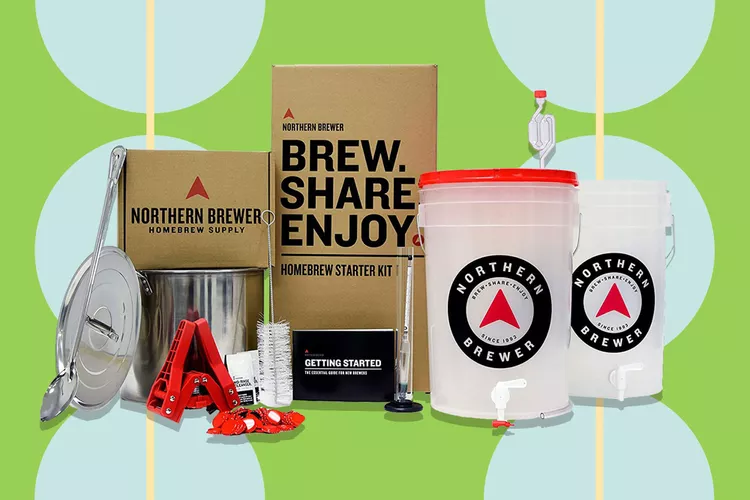 NORTHERN BREWER
HOMEBREW SUPPLY
NORTHERN BREWER
BREW.
SHARE
ENJOY
HOMEBREW STARTER KIT
GETTING STARTED
THE ESSENTIAL GUIDE FOR NEW BREWERS
NORTHERN
BREW·SHARE·ENJOY
SINCE 1993
BREWER
NORTHERN
BREW·SHARE·ENJOY
SINCE 1993
BREWER